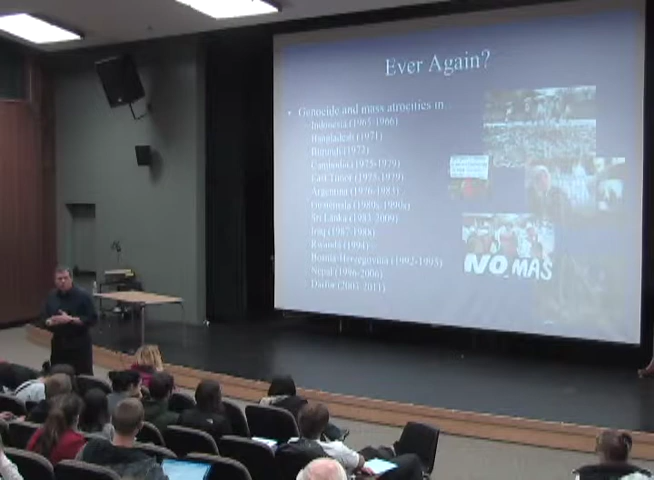 Ever Again?
• Genocide and mass atrocities in
Indonesia (1965-1966)
Bangladesh (1971)
Burundi (1972)
Cambodia (1975-1979)
East Timor (1975-1979)
Argentina (1976-1983)
Guatemala (1980s-1990s)
Sri Lanka (1983-2009)
Iraq (1987-1988)
Rwanda (1994)
Bosnia-Herzegovina (1992-1995)
Nepal (1996-2006)
Darfur (2003-2011)
NO MAS